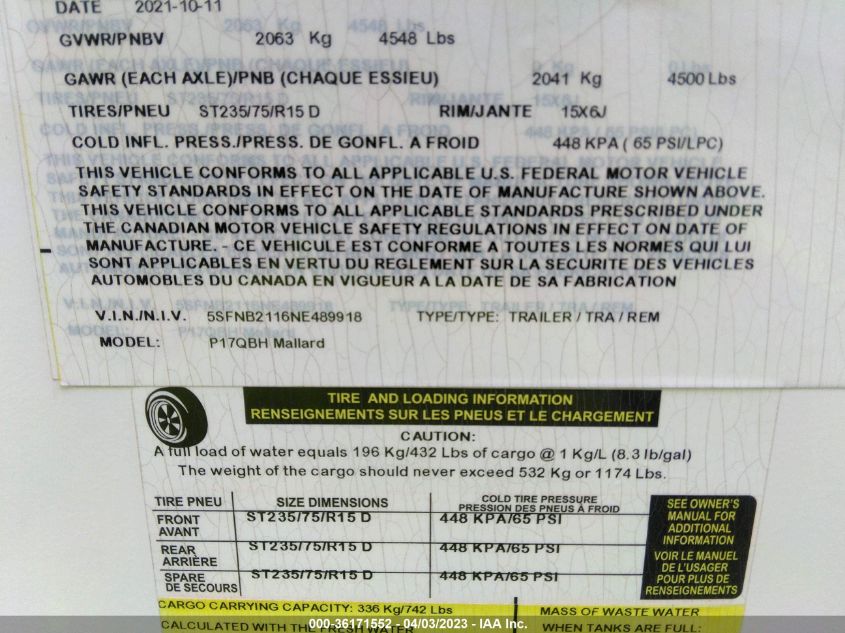 DATE 2021-10-11
GVWR/PNBV 2063 Kg 4548 Lbs
GAWR (EACH AXLE)/PNB (CHAQUE ESSIEU) 2041 Kg 4500 Lbs
TIRES/PNEU ST235/75/R15 D RIM/JANTE 15X6J
COLD INFL. PRESS./PRESS. DE GONFL. A FROID 448 KPA ( 65 PSI/LPC)
THIS VEHICLE CONFORMS TO ALL APPLICABLE U.S. FEDERAL MOTOR VEHICLE
SAFETY STANDARDS IN EFFECT ON THE DATE OF MANUFACTURE SHOWN ABOVE.
THIS VEHICLE CONFORMS TO ALL APPLICABLE STANDARDS PRESCRIBED UNDER
THE CANADIAN MOTOR VEHICLE SAFETY REGULATIONS IN EFFECT ON DATE OF
MANUFACTURE. - CE VEHICULE EST CONFORME A TOUTES LES NORMES QUI LUI
SONT APPLICABLES EN VERTU DU REGLEMENT SUR LA SECURITE DES VEHICLES
AUTOMOBILES DU CANADA EN VIGUEUR A LA DATE DE SA FABRICATION
V.I.N./N.I.V. 5SFNB2116NE489918 TYPE/TYPE: TRAILER / TRA / REM
MODEL: P17QBH Mallard
TIRE AND LOADING INFORMATION
RENSEIGNEMENTS SUR LES PNEUS ET LE CHARGEMENT
CAUTION:
A full load of water equals 196 Kg/432 Lbs of cargo @ 1 Kg/L (8.3 lb/gal)
The weight of the cargo should never exceed 532 Kg or 1174 Lbs.
TIRE PNEU SIZE DIMENSIONS COLD TIRE PRESSURE
PRESSION DES PNEUS À FROID
FRONT ST235/75/R15 D 448 KPA/65 PSI
AVANT
REAR ST235/75/R15 D 448 KPA/65 PSI
ARRIÈRE
SPARE ST235/75/R15 D 448 KPA/65 PSI
DE SECOURS
SEE OWNER'S
MANUAL FOR
ADDITIONAL
INFORMATION
VOIR LE MANUEL
DE L'USAGER
POUR PLUS DE
RENSEIGNEMENTS
CARGO CARRYING CAPACITY: 336 Kg/742 Lbs MASS OF WASTE WATER
CALCULATED WITH THE FRESH WATER WHEN TANKS ARE FULL:
000-36171552 - 04/03/2023 - IAA Inc.